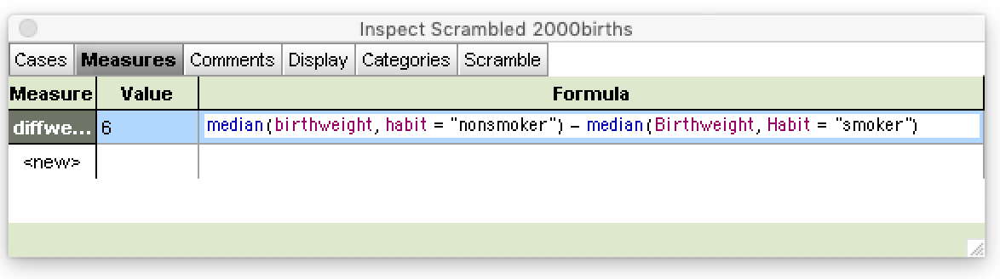 Inspect Scrambled 2000births
Cases Measures Comments Display Categories Scramble
Measure Value Formula
diffwe... 6 median(birthweight, habit = "nonsmoker") - median(Birthweight, Habit = "smoker")
<new>